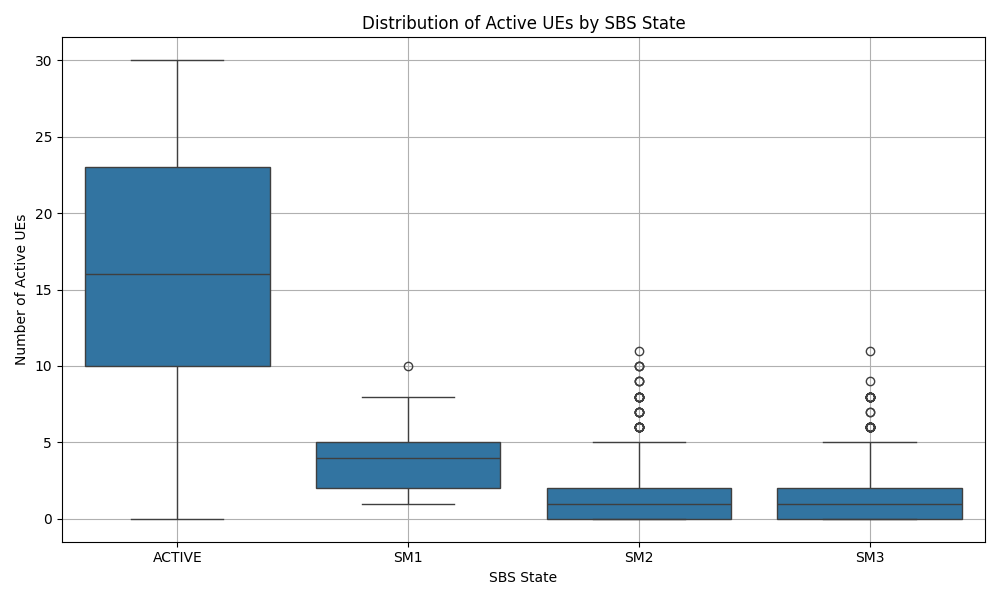 Distribution of Active UEs by SBS State
Number of Active UEs
30
25
20
15
10
5
0
ACTIVE SM1 SM2 SM3
SBS State